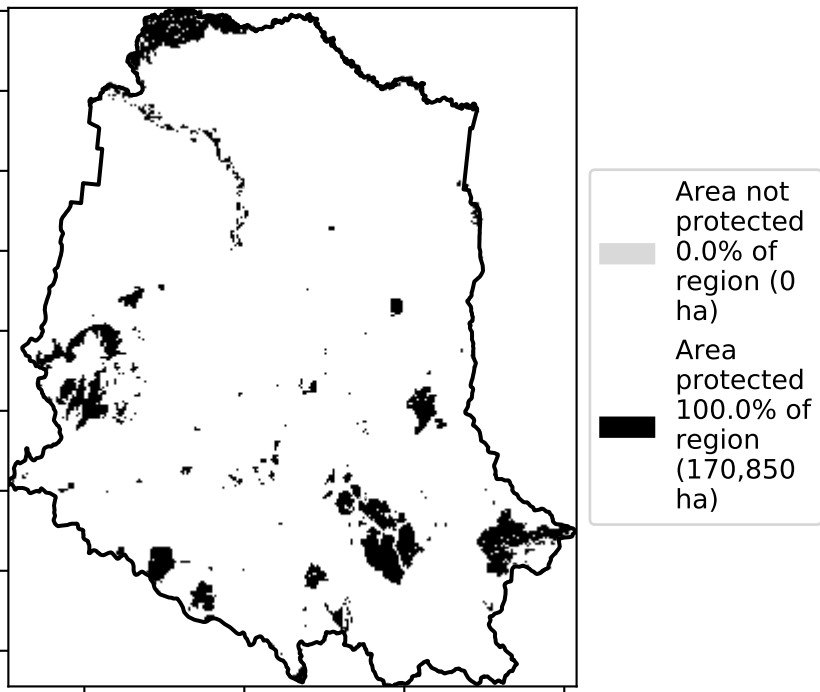 Area not
protected
0.0% of
region (0
ha)
Area
protected
100.0% of
region
(170,850
ha)